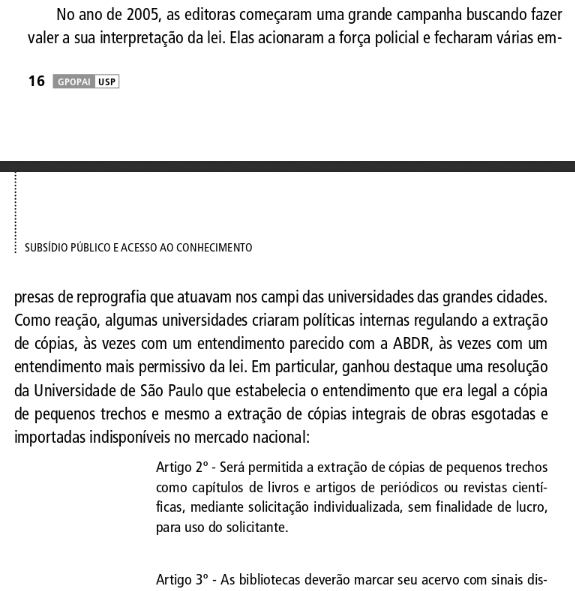 No ano de 2005, as editoras começaram uma grande campanha buscando fazer
valer a sua interpretação da lei. Elas acionaram a força policial e fecharam várias em-
16 GPOPAI USP
SUBSÍDIO PÚBLICO E ACESSO AO CONHECIMENTO
presas de reprografia que atuavam nos campi das universidades das grandes cidades.
Como reação, algumas universidades criaram políticas internas regulando a extração
de cópias, às vezes com um entendimento parecido com a ABDR, às vezes com um
entendimento mais permissivo da lei. Em particular, ganhou destaque uma resolução
da Universidade de São Paulo que estabelecia o entendimento que era legal a cópia
de pequenos trechos e mesmo a extração de cópias integrais de obras esgotadas e
importadas indisponíveis no mercado nacional:
Artigo 2º - Será permitida a extração de cópias de pequenos trechos
como capítulos de livros e artigos de periódicos ou revistas cientí-
ficas, mediante solicitação individualizada, sem finalidade de lucro,
para uso do solicitante.
Artigo 3º - As bibliotecas deverão marcar seu acervo com sinais dis-